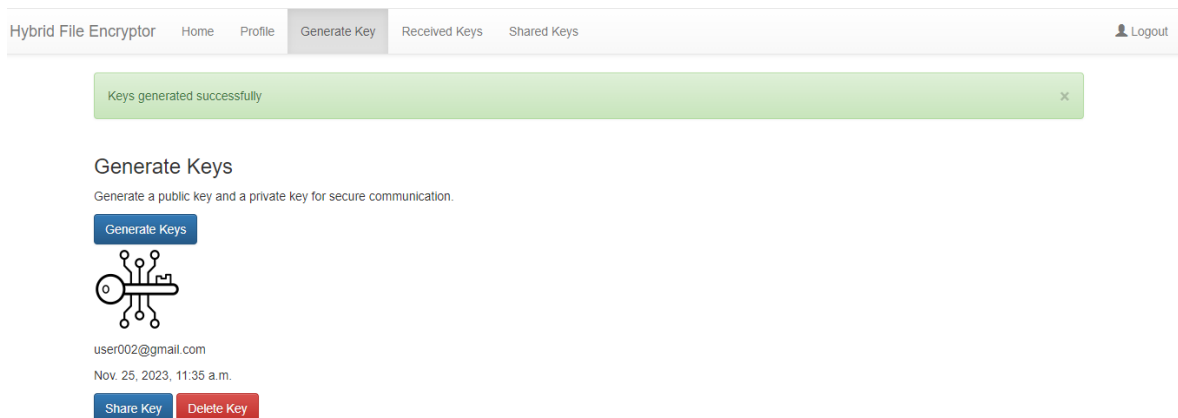 Hybrid File Encryptor Home Profile Generate Key Received Keys Shared Keys Logout
Keys generated successfully ×
Generate Keys
Generate a public key and a private key for secure communication.
Generate Keys
user002@gmail.com
Nov. 25, 2023, 11:35 a.m.
Share Key Delete Key